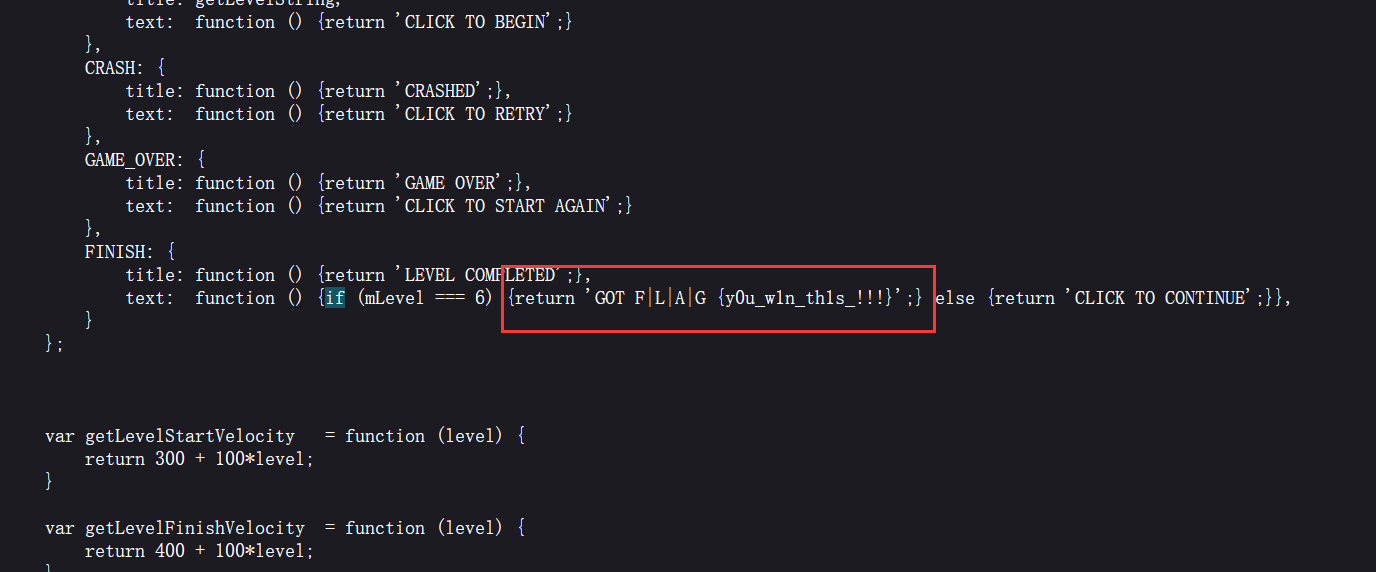 title: getLevelString,
text:  function () {return 'CLICK TO BEGIN';}
},
CRASH: {
title: function () {return 'CRASHED';},
text:  function () {return 'CLICK TO RETRY';}
},
GAME_OVER: {
title: function () {return 'GAME OVER';},
text:  function () {return 'CLICK TO START AGAIN';}
},
FINISH: {
title: function () {return 'LEVEL COMPLETED';},
text:  function () {if (mLevel === 6) {return 'GOT F|L|A|G {y0u_w1n_th1s_!!!}';} else {return 'CLICK TO CONTINUE';}},
}
};
var getLevelStartVelocity   = function (level) {
return 300 + 100*level;
}
var getLevelFinishVelocity  = function (level) {
return 400 + 100*level;
}